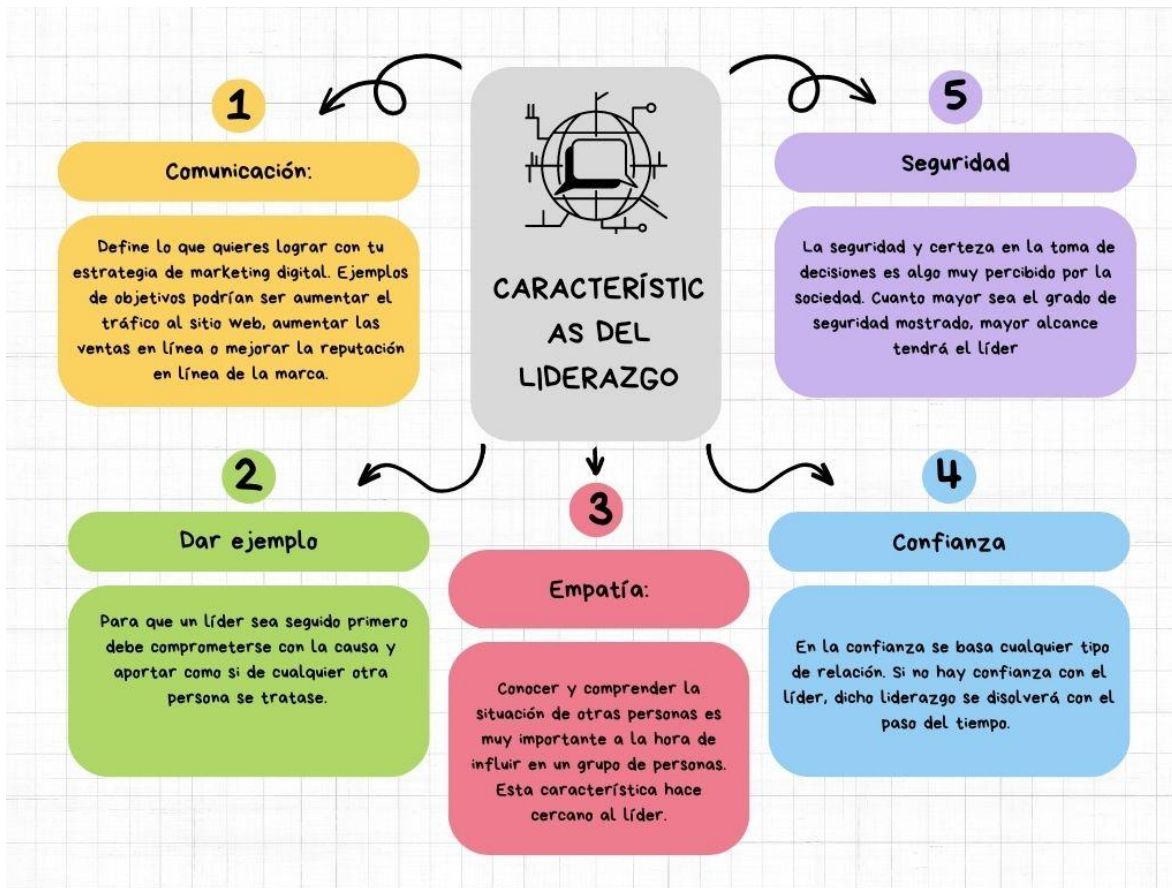 CARACTERÍSTIC
AS DEL
LIDERAZGO
1
Comunicación:
Define lo que quieres lograr con tu
estrategia de marketing digital. Ejemplos
de objetivos podrían ser aumentar el
tráfico al sitio web, aumentar las
ventas en línea o mejorar la reputación
en línea de la marca.
2
Dar ejemplo
Para que un líder sea seguido primero
debe comprometerse con la causa y
aportar como si de cualquier otra
persona se tratase.
3
Empatía:
Conocer y comprender la
situación de otras personas es
muy importante a la hora de
influir en un grupo de personas.
Esta característica hace
cercano al líder.
4
Confianza
En la confianza se basa cualquier tipo
de relación. Si no hay confianza con el
líder, dicho liderazgo se disolverá con el
paso del tiempo.
5
Seguridad
La seguridad y certeza en la toma de
decisiones es algo muy percibido por la
sociedad. Cuanto mayor sea el grado de
seguridad mostrado, mayor alcance
tendrá el líder